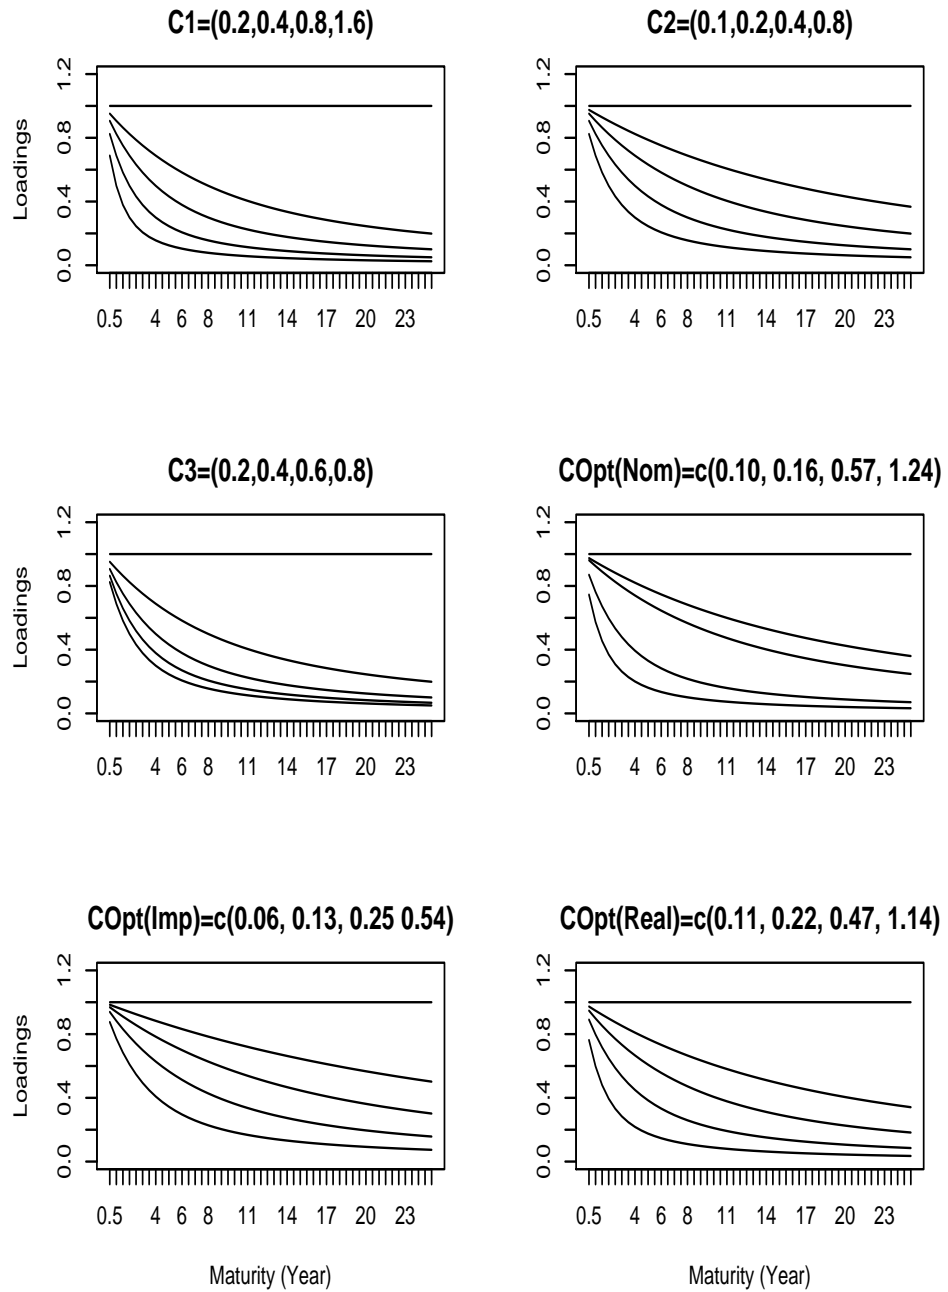 C1=(0.2,0.4,0.8,1.6)
Loadings
0.0 0.4 0.8 1.2
0.5 4 6 8 11 14 17 20 23
C2=(0.1,0.2,0.4,0.8)
0.0 0.4 0.8 1.2
0.5 4 6 8 11 14 17 20 23
C3=(0.2,0.4,0.6,0.8)
Loadings
0.0 0.4 0.8 1.2
0.5 4 6 8 11 14 17 20 23
COpt(Nom)=c(0.10, 0.16, 0.57, 1.24)
0.0 0.4 0.8 1.2
0.5 4 6 8 11 14 17 20 23
COpt(Imp)=c(0.06, 0.13, 0.25 0.54)
Loadings
0.0 0.4 0.8 1.2
0.5 4 6 8 11 14 17 20 23
Maturity (Year)
COpt(Real)=c(0.11, 0.22, 0.47, 1.14)
0.0 0.4 0.8 1.2
0.5 4 6 8 11 14 17 20 23
Maturity (Year)